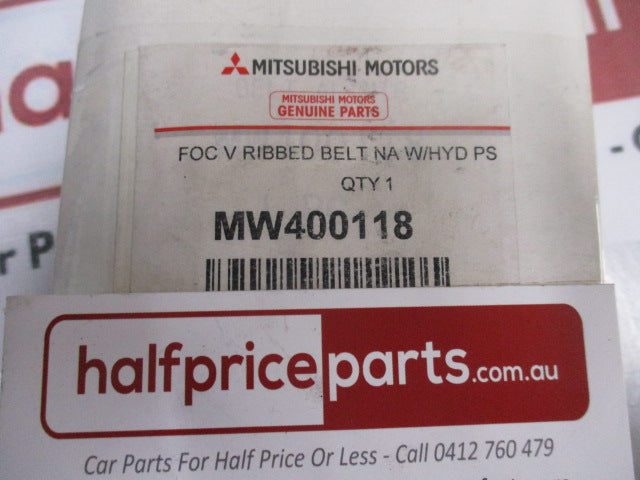 MITSUBISHI MOTORS
MITSUBISHI MOTORS
GENUINE PARTS
FOC V RIBBED BELT NA W/HYD PS
QTY 1
MW400118
halfpriceparts.com.au
Car Parts For Half Price Or Less - Call 0412 760 479